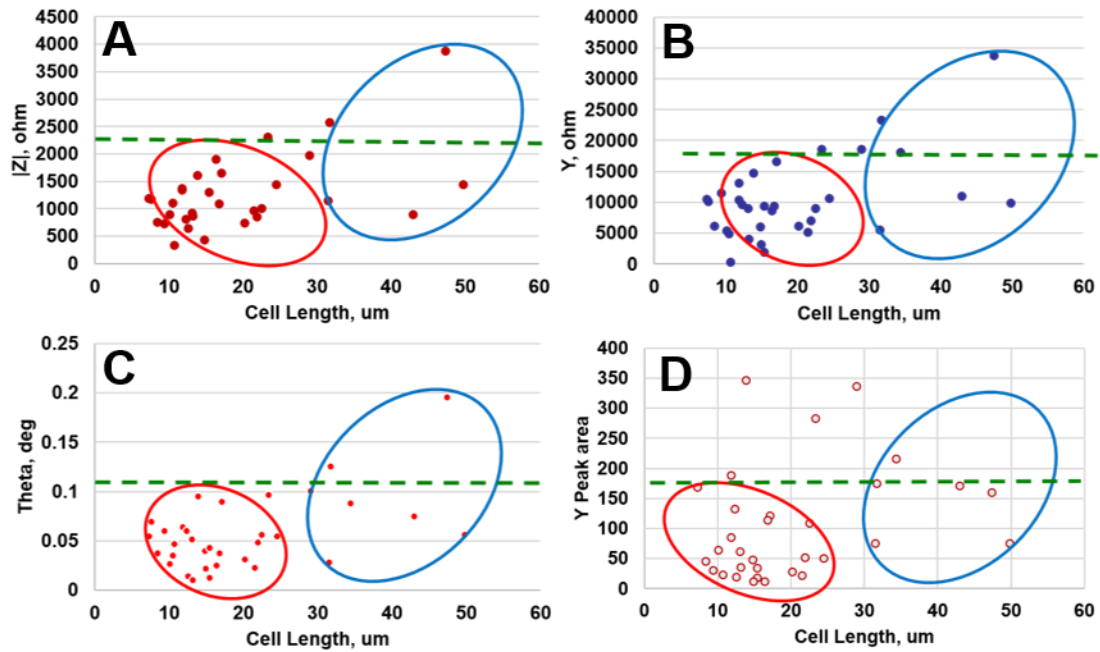 A
4500
4000
3500
3000
2500
2000
1500
1000
500
0
|Z|, ohm
0 10 20 30 40 50 60
Cell Length, um
B
40000
35000
30000
25000
20000
15000
10000
5000
0
Y, ohm
0 10 20 30 40 50 60
Cell Length, um
C
0.25
0.2
0.15
0.1
0.05
0
Theta, deg
0 10 20 30 40 50 60
Cell Length, um
D
400
350
300
250
200
150
100
50
0
Y Peak area
0 10 20 30 40 50 60
Cell Length, um